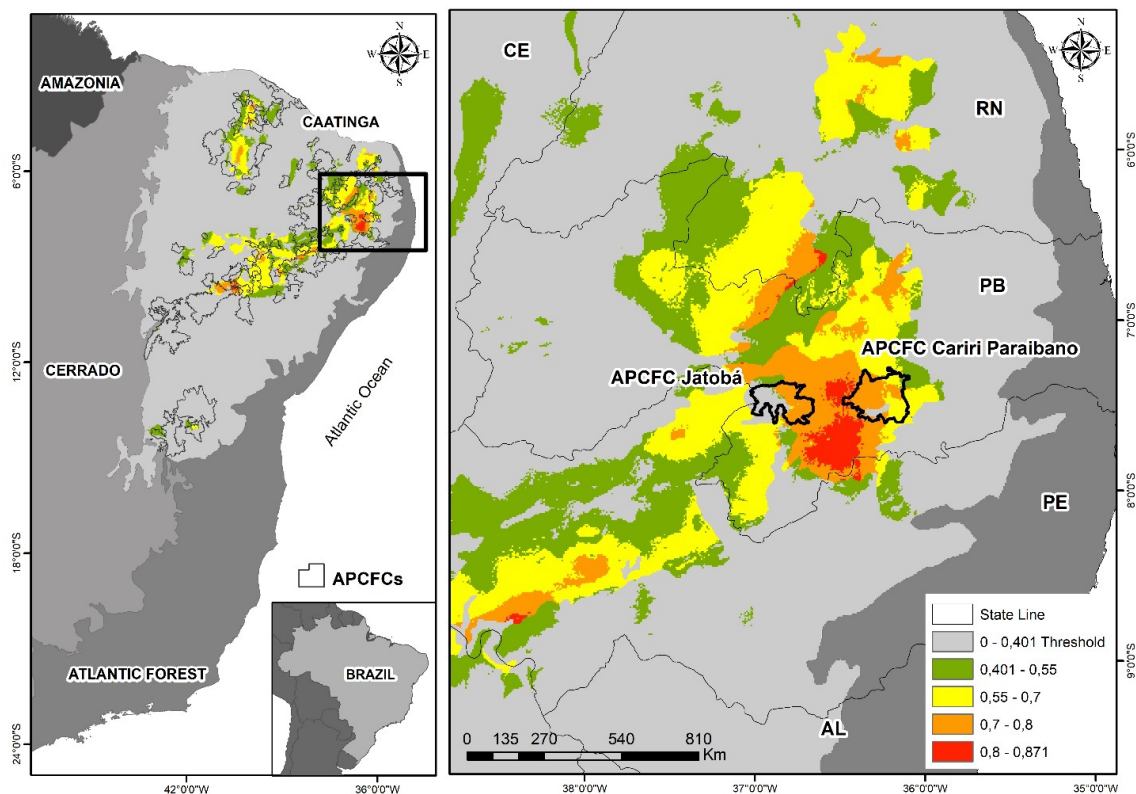 N
W E
S
AMAZONIA
CAATINGA
CERRADO
Atlantic Ocean
APCFCs
ATLANTIC FOREST
BRAZIL
6°0'0"S
12°0'0"S
18°0'0"S
24°0'0"S
42°0'0"W
36°0'0"W
N
W E
S
CE
RN
PB
APCFC Cariri Paraibano
APCFC Jatobá
PE
AL
0 135 270 540 810
Km
State Line
0 - 0,401 Threshold
0,401 - 0,55
0,55 - 0,7
0,7 - 0,8
0,8 - 0,871
6°0'0"S
7°0'0"S
8°0'0"S
9°0'0"S
38°0'0"W
37°0'0"W
36°0'0"W
35°0'0"W